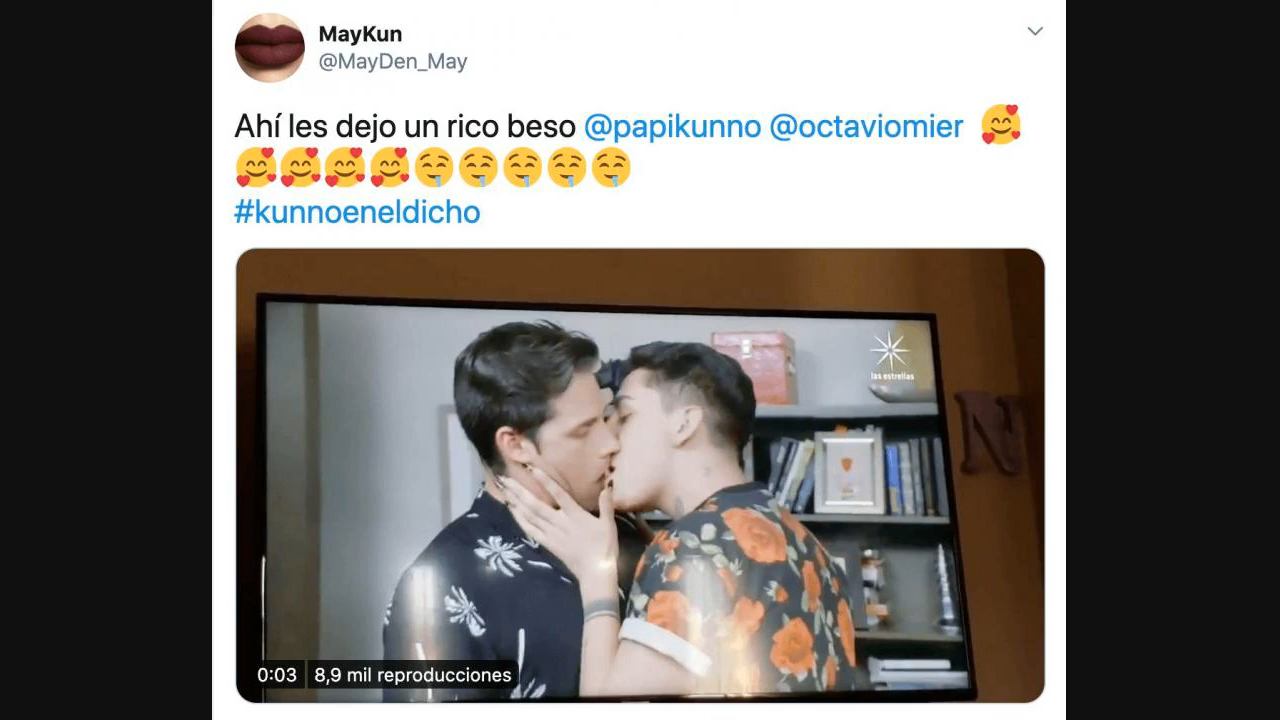 MayKun
@MayDen_May
Ahí les dejo un rico beso @papikunno @octaviomier 🥰
🥰🥰🥰🥰🤤🤤🤤🤤🤤
#kunnoeneldicho
las estrellas
N
0:03 8,9 mil reproducciones